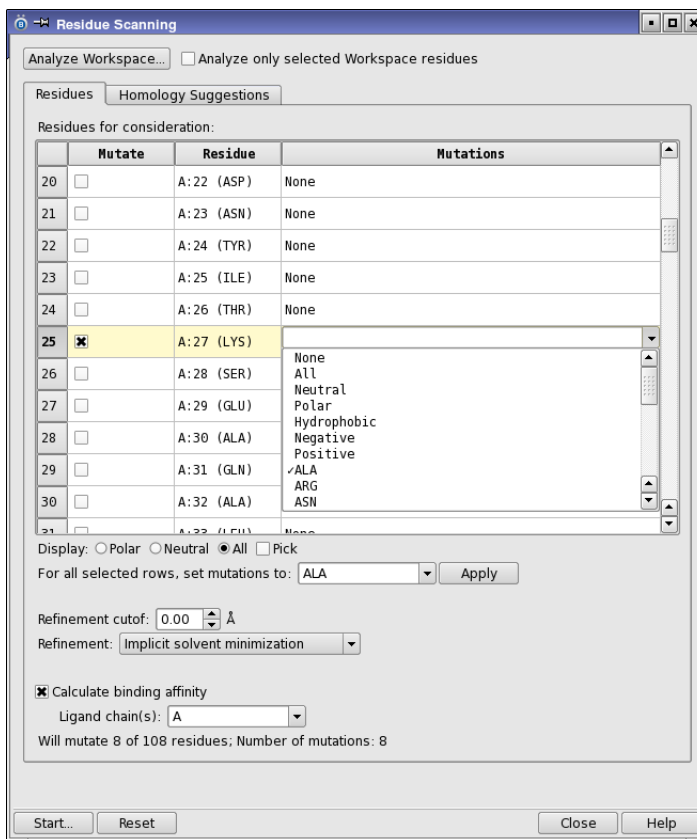 Residue Scanning
Analyze Workspace... Analyze only selected Workspace residues
Residues Homology Suggestions
Residues for consideration:
Mutate Residue Mutations
20 A:22 (ASP) None
21 A:23 (ASN) None
22 A:24 (TYR) None
23 A:25 (ILE) None
24 A:26 (THR) None
25 A:27 (LYS)
26 A:28 (SER)
27 A:29 (GLU)
28 A:30 (ALA)
29 A:31 (GLN)
30 A:32 (ALA)
None
All
Neutral
Polar
Hydrophobic
Negative
Positive
✓ALA
ARG
ASN
31 A:33 (LEU) None
Display: Polar Neutral All Pick
For all selected rows, set mutations to: ALA Apply
Refinement cutof: 0.00 Å
Refinement: Implicit solvent minimization
Calculate binding affinity
Ligand chain(s): A
Will mutate 8 of 108 residues; Number of mutations: 8
Start... Reset Close Help